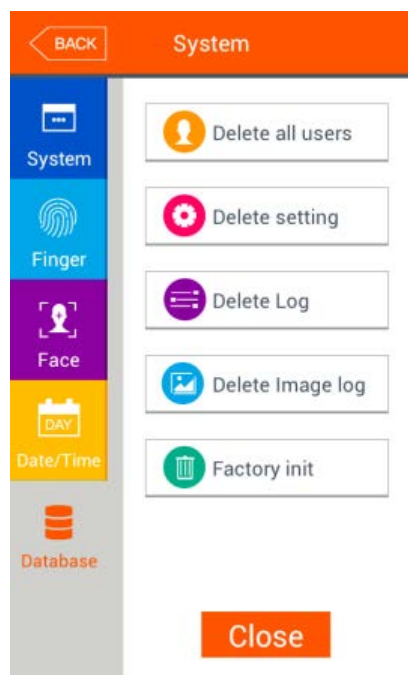 BACK
System
System
Finger
Face
DAY
Date/Time
Database
Delete all users
Delete setting
Delete Log
Delete Image log
Factory init
Close